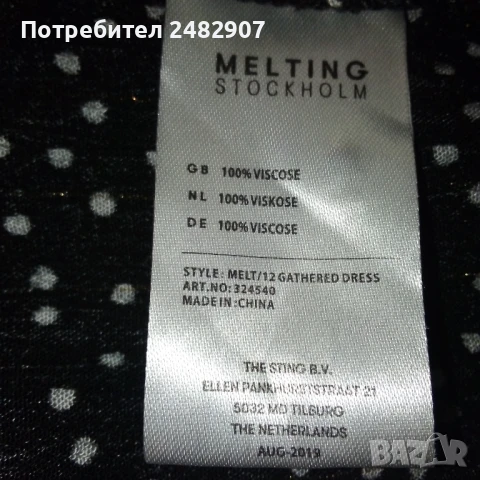 Потребител 2482907
MELTING
STOCKHOLM
GB 100% VISCOSE
NL 100% VISKOSE
DE 100% VISCOSE
STYLE: MELT/12 GATHERED DRESS
ART.NO: 324540
MADE IN :CHINA
THE STING B.V.
ELLEN PANKHURSTSTRAAT 21
5032 MD TILBURG
THE NETHERLANDS
AUG-2019
BAZAR